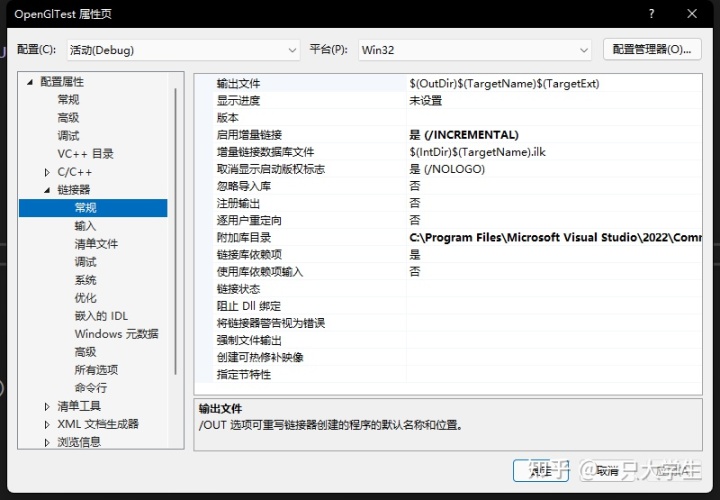 OpenGlTest 属性页
配置(C): 活动(Debug) 平台(P): Win32 配置管理器(O)...
配置属性
常规
高级
调试
VC++ 目录
C/C++
链接器
常规
输入
清单文件
调试
系统
优化
嵌入的 IDL
Windows 元数据
高级
所有选项
命令行
清单工具
XML 文档生成器
浏览信息
输出文件 $(OutDir)$(TargetName)$(TargetExt)
显示进度 未设置
版本
启用增量链接 是 (/INCREMENTAL)
增量链接数据库文件 $(IntDir)$(TargetName).ilk
取消显示启动版权标志 是 (/NOLOGO)
忽略导入库 否
注册输出 否
逐用户重定向 否
附加库目录 C:\Program Files\Microsoft Visual Studio\2022\Comm
链接库依赖项 是
使用库依赖项输入 否
链接状态
阻止 Dll 绑定
将链接器警告视为错误
强制文件输出
创建可热修补映像
指定节特性
输出文件
/OUT 选项可重写链接器创建的程序的默认名称和位置。
取消
知乎 @一只大学生